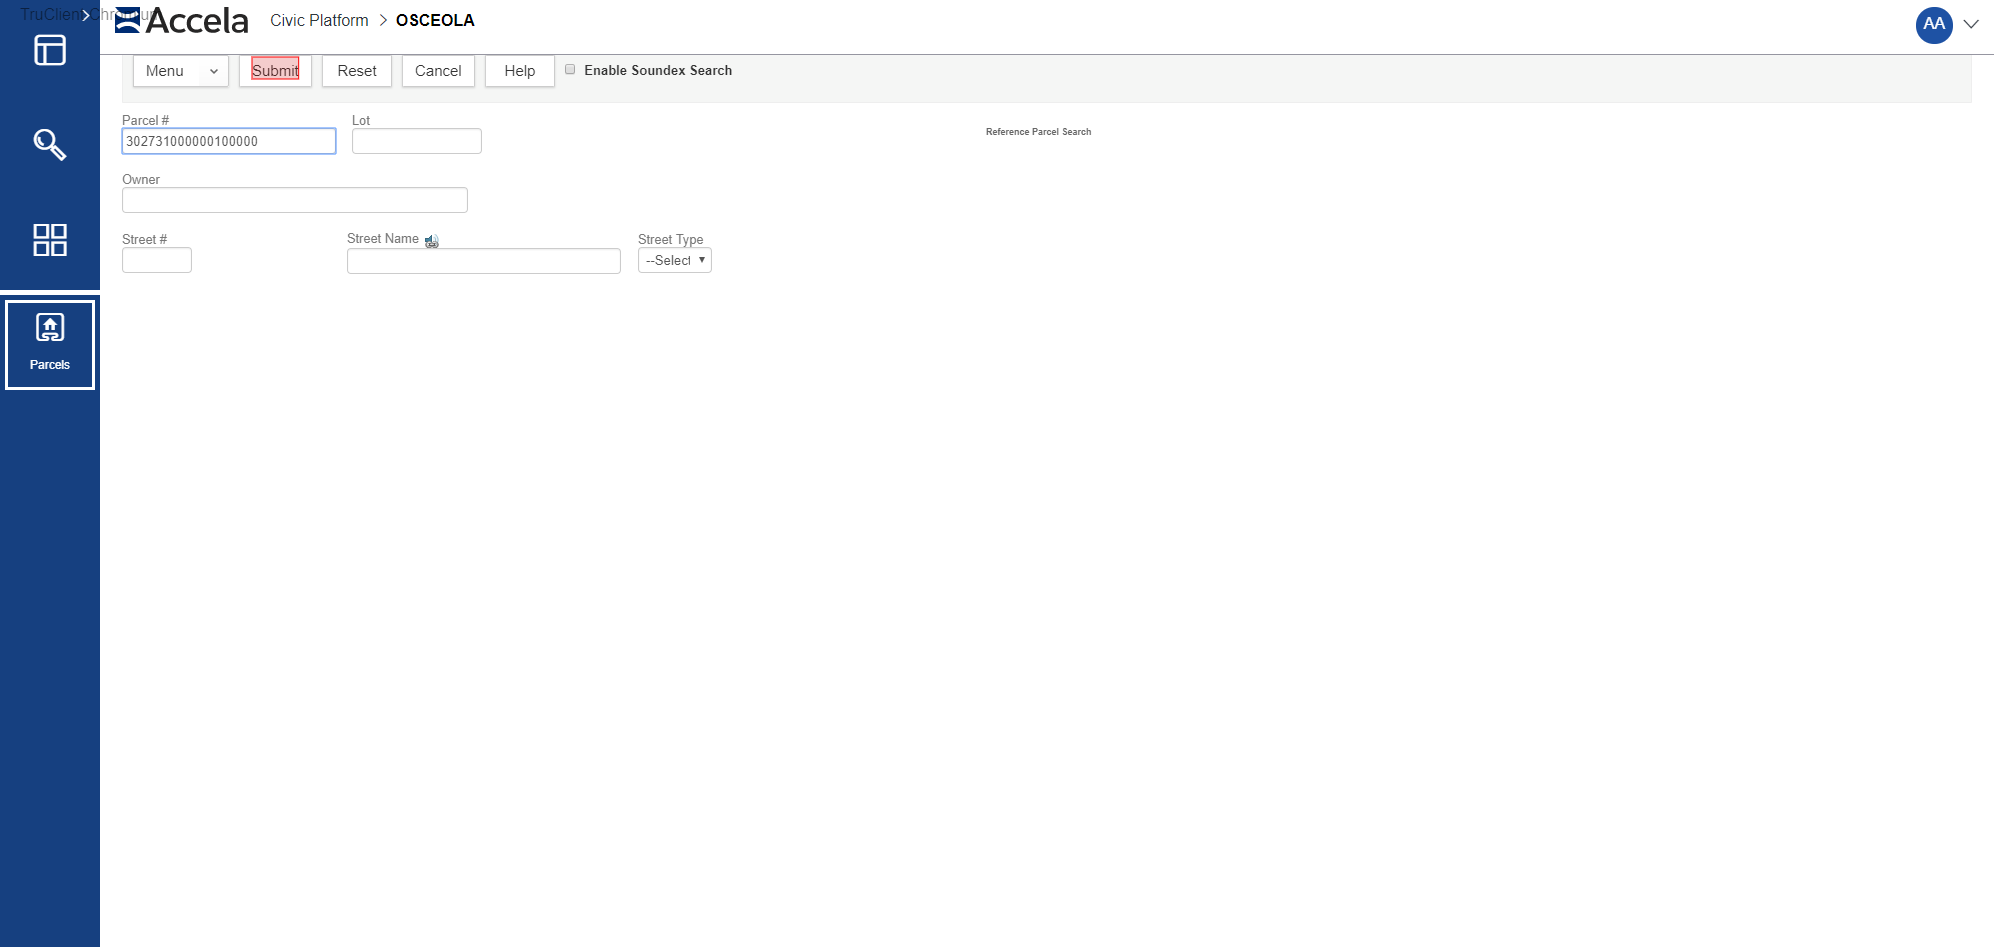 TruClient Chromium
Accela
Civic Platform > OSCEOLA
AA
Menu
Submit
Reset
Cancel
Help
Enable Soundex Search
Parcel #
Lot
302731000000100000
Reference Parcel Search
Owner
Street #
Street Name
Street Type
--Select
Parcels